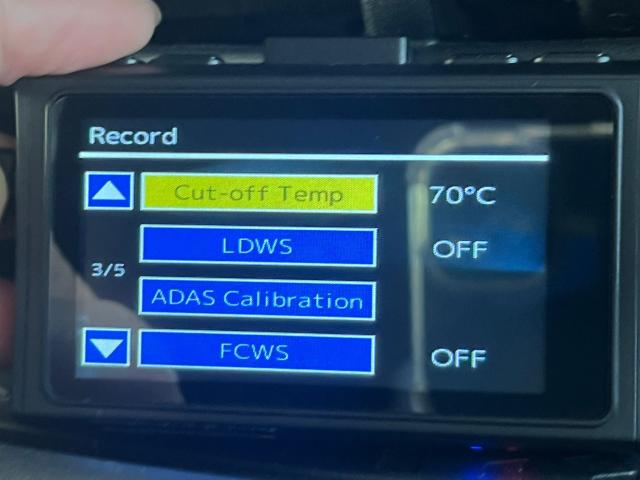 Record
Cut-off Temp 70°C
LDWS OFF
3/5
ADAS Calibration
FCWS OFF